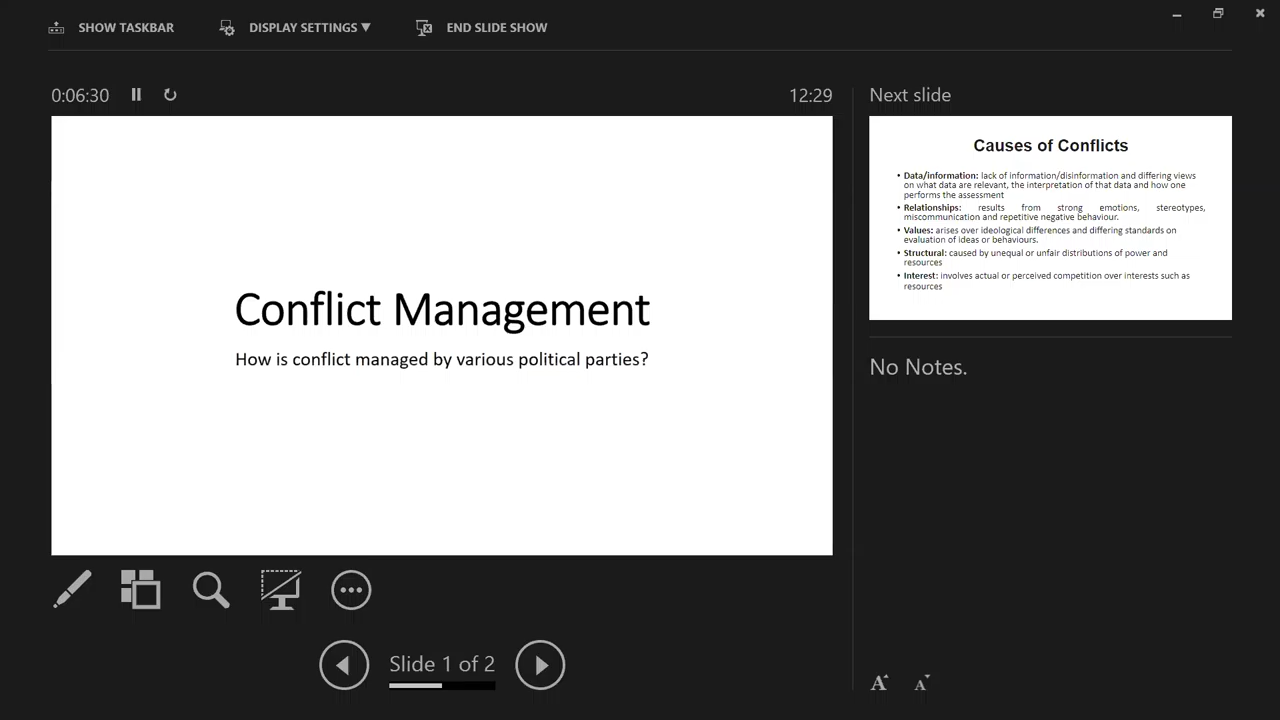 SHOW TASKBAR
DISPLAY SETTINGS ▼
END SLIDE SHOW
0:06:30
12:29
Conflict Management
How is conflict managed by various political parties?
Slide 1 of 2
Next slide
Causes of Conflicts
• Data/information: lack of information/disinformation and differing views
on what data are relevant, the interpretation of that data and how one
performs the assessment
• Relationships: results from strong emotions, stereotypes,
miscommunication and repetitive negative behaviour.
• Values: arises over ideological differences and differing standards on
evaluation of ideas or behaviours.
• Structural: caused by unequal or unfair distributions of power and
resources
• Interest: involves actual or perceived competition over interests such as
resources
No Notes.
A A